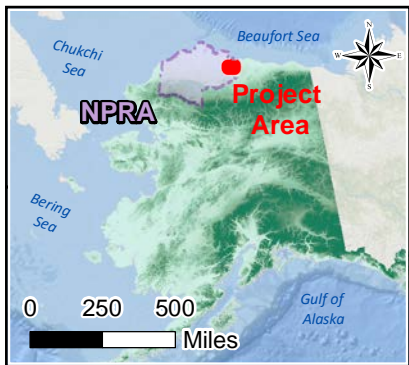 Beaufort Sea
N
Chukchi
Sea
W
E
S
Project
Area
NPRA
Bering
Sea
0 250 500
Miles
Gulf of
Alaska